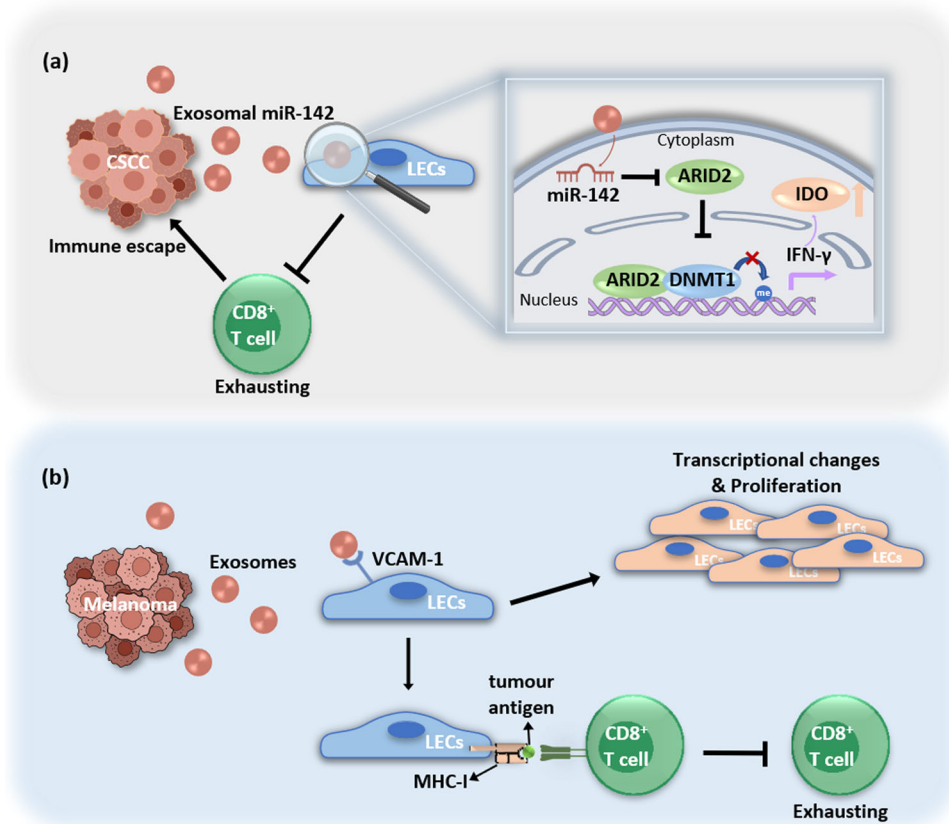 (a)
Exosomal miR-142
CSCC
LECs
Immune escape
CD8⁺
T cell
Exhausting
Cytoplasm
miR-142
ARID2
IDO
IFN-γ
ARID2
DNMT1
me
Nucleus
(b)
Transcriptional changes
& Proliferation
LECs
LECs
LECs
LECs
LECs
Exosomes
VCAM-1
Melanoma
LECs
tumour
antigen
LECs
MHC-I
CD8⁺
T cell
CD8⁺
T cell
Exhausting